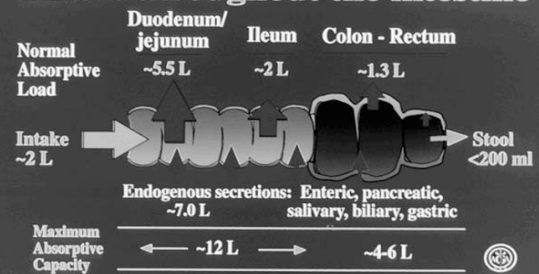 Duodenum/
jejunum
Ileum
Colon - Rectum
Normal
Absorptive
Load
~5.5 L
~2 L
~1.3 L
Intake
~2 L
Stool
<200 ml
Endogenous secretions:
~7.0 L
Enteric, pancreatic,
salivary, biliary, gastric
Maximum
Absorptive
Capacity
~12 L
~4-6 L